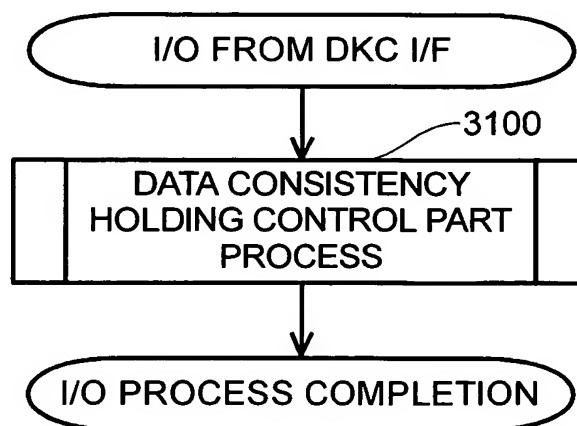 I/O FROM DKC I/F
3100
DATA CONSISTENCY
HOLDING CONTROL PART
PROCESS
I/O PROCESS COMPLETION